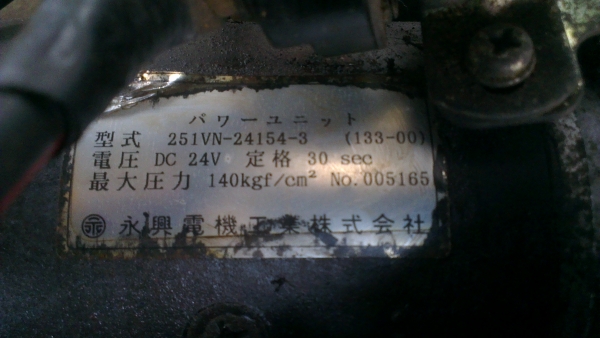 パワーユニット
型式 251VN-24154-3 (133-00)
電圧 DC 24V 定格 30 sec
最大圧力 140kgf/cm² No.005165
永興電機工業株式会社